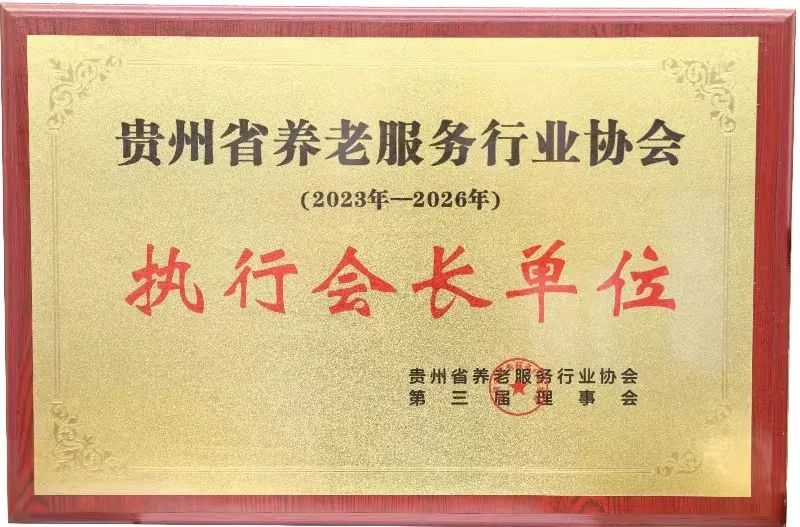 贵州省养老服务行业协会
(2023年—2026年)
执行会长单位
贵州省养老服务行业协会
第三届理事会